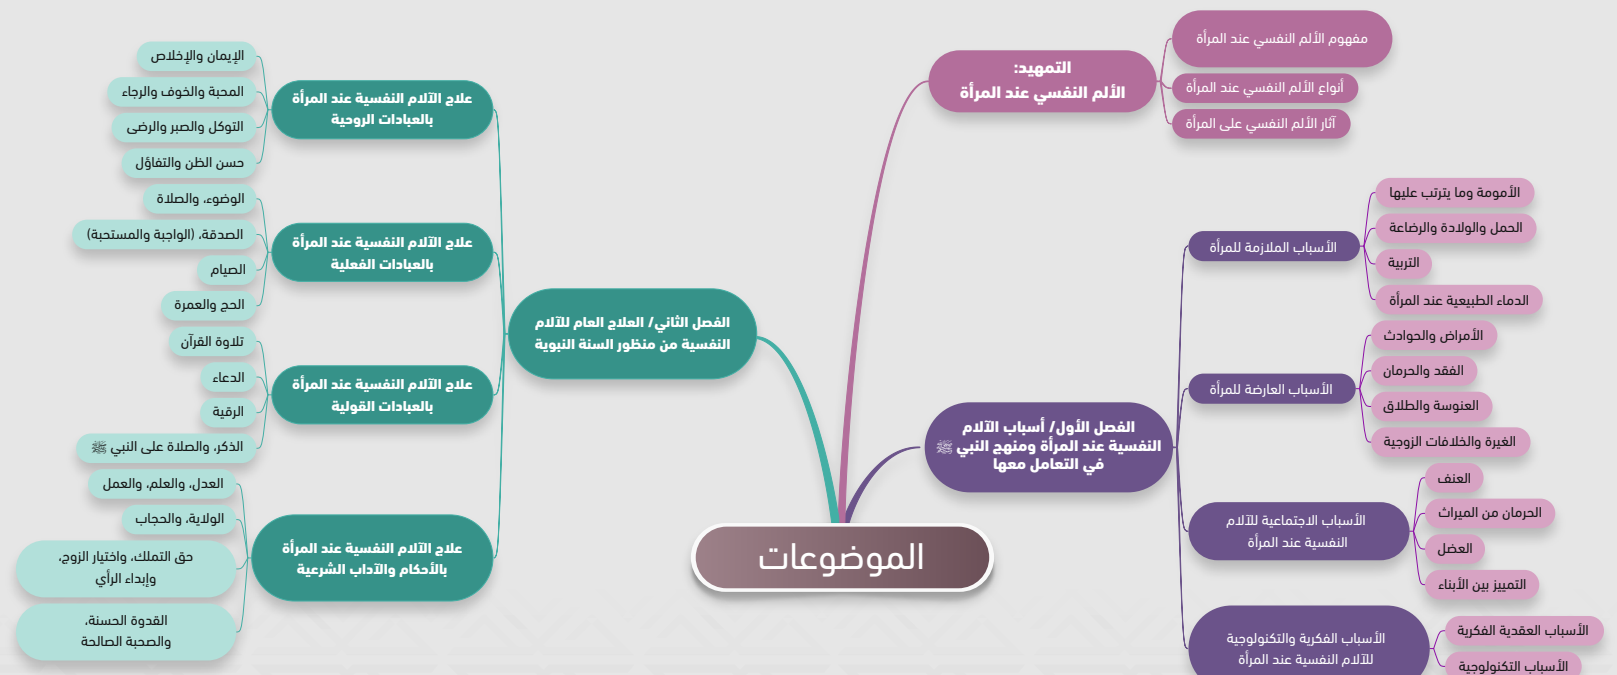 الموضوعات
التمهيد:
الألم النفسي عند المرأة
مفهوم الألم النفسي عند المرأة
أنواع الألم النفسي عند المرأة
آثار الألم النفسي على المرأة
الفصل الأول/ أسباب الآلام
النفسية عند المرأة ومنهج النبي ﷺ
في التعامل معها
الأسباب الملازمة للمرأة
الأمومة وما يترتب عليها
الحمل والولادة والرضاعة
التربية
الدماء الطبيعية عند المرأة
الأسباب العارضة للمرأة
الأمراض والحوادث
الفقد والحرمان
العنوسة والطلاق
الغيرة والخلافات الزوجية
الأسباب الاجتماعية للآلام
النفسية عند المرأة
العنف
الحرمان من الميراث
العضل
التمييز بين الأبناء
الأسباب الفكرية والتكنولوجية
للآلام النفسية عند المرأة
الأسباب العقدية الفكرية
الأسباب التكنولوجية
الفصل الثاني/ العلاج العام للآلام
النفسية من منظور السنة النبوية
علاج الآلام النفسية عند المرأة
بالعبادات الروحية
الإيمان والإخلاص
المحبة والخوف والرجاء
التوكل والصبر والرضى
حسن الظن والتفاؤل
علاج الآلام النفسية عند المرأة
بالعبادات الفعلية
الوضوء، والصلاة
الصدقة، (الواجبة والمستحبة)
الصيام
الحج والعمرة
علاج الآلام النفسية عند المرأة
بالعبادات القولية
تلاوة القرآن
الدعاء
الرقية
الذكر، والصلاة على النبي ﷺ
علاج الآلام النفسية عند المرأة
بالأحكام والآداب الشرعية
العدل، والعلم، والعمل
الولاية، والحجاب
حق التملك، واختيار الزوج،
وإبداء الرأي
القدوة الحسنة،
والصحبة الصالحة